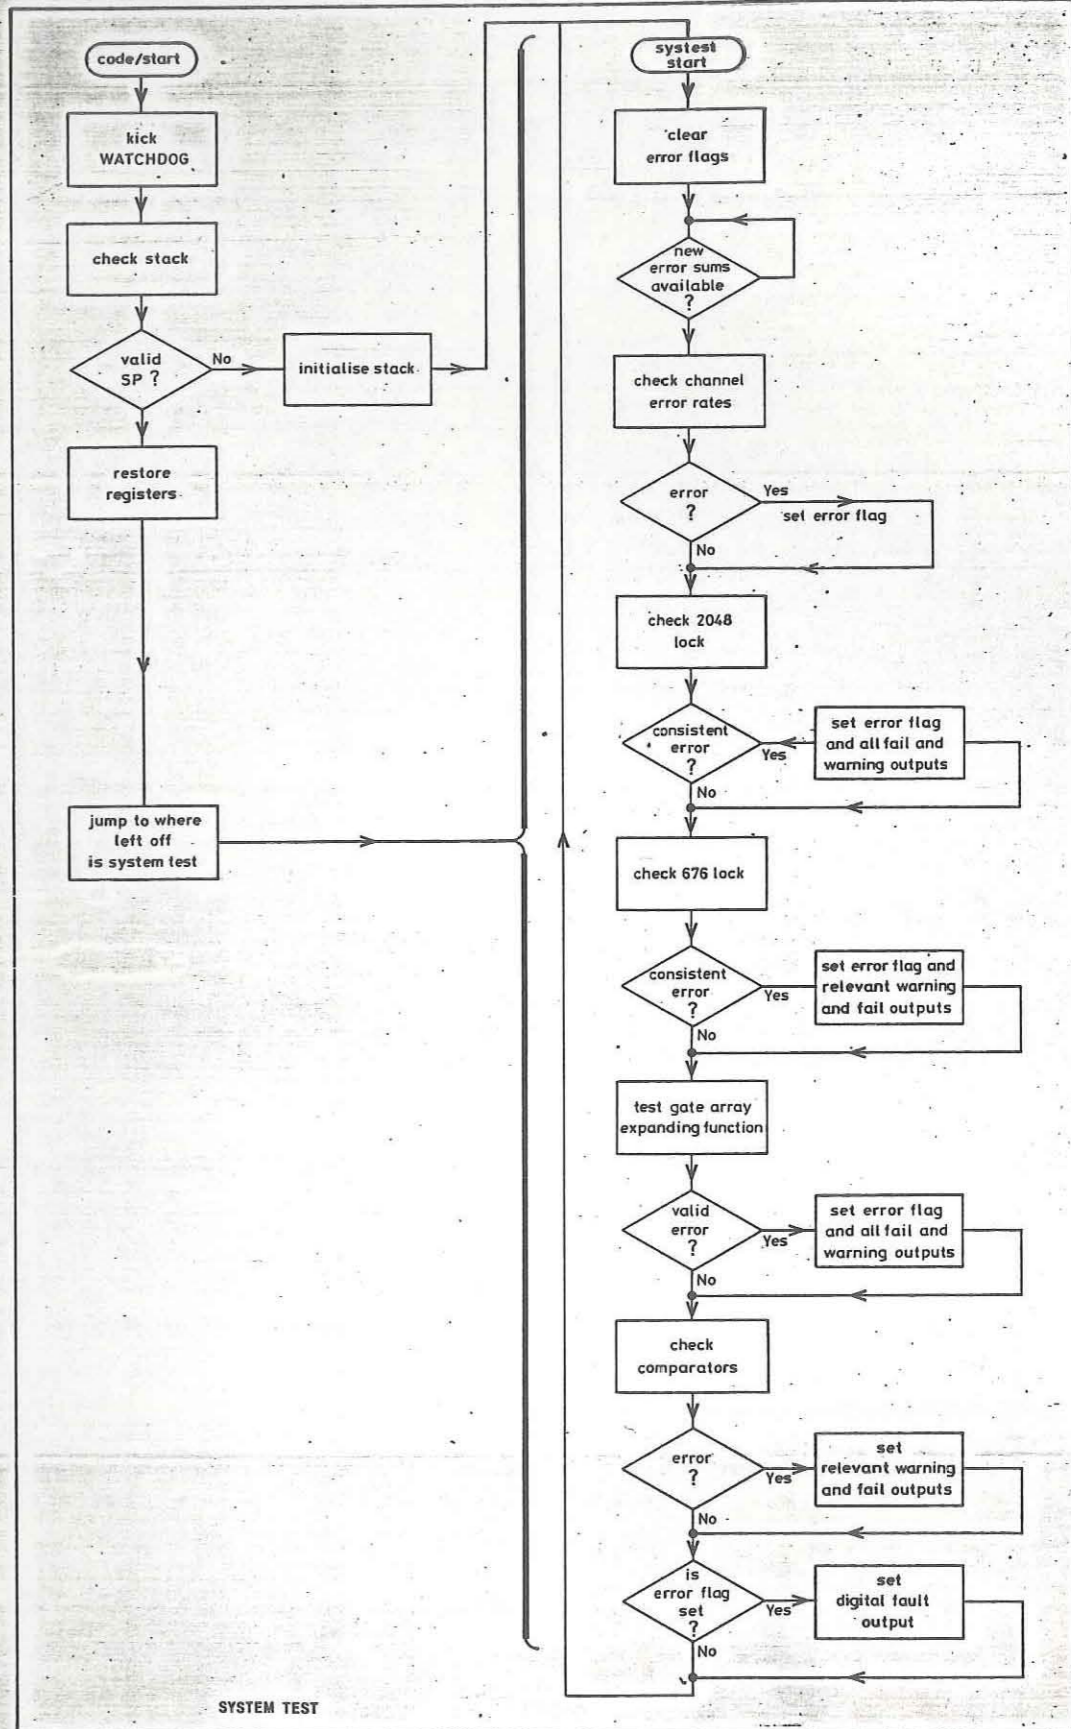 code/start
kick
WATCHDOG
check stack
valid
SP ?
No
initialise stack
restore
registers
jump to where
left off
is system test
systest
start
clear
error flags
new
error sums
available
?
check channel
error rates
error
?
Yes
set error flag
No
check 2048
lock
consistent
error
?
Yes
set error flag
and all fail and
warning outputs
No
check 676 lock
consistent
error
?
Yes
set error flag and
relevant warning
and fail outputs
No
test gate array
expanding function
valid
error
?
Yes
set error flag
and all fail and
warning outputs
No
check
comparators
error
?
Yes
set
relevant warning
and fail outputs
No
is
error flag
set
?
Yes
set
digital fault
output
No
SYSTEM TEST